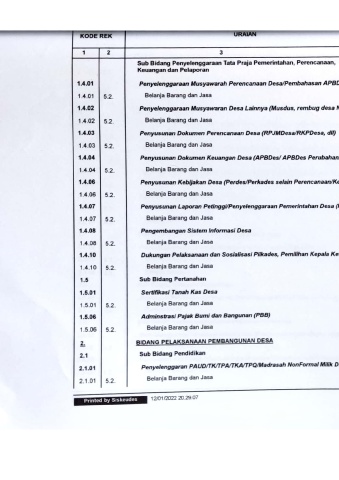 KODE REK URAIAN
1 2 3
Sub Bidang Penyelenggaraan Tata Praja Pemerintahan, Perencanaan,
Keuangan dan Pelaporan
1.4.01 Penyelenggaraan Musyawarah Perencanaan Desa/Pembahasan APBD
1.4.01 5.2. Belanja Barang dan Jasa
1.4.02 Penyelenggaraan Musyawaran Desa Lainnya (Musdus, rembug desa
1.4.02 5.2. Belanja Barang dan Jasa
1.4.03 Penyusunan Dokumen Perencanaan Desa (RPJMDesa/RKPDesa, dll)
1.4.03 5.2. Belanja Barang dan Jasa
1.4.04 Penyusunan Dokumen Keuangan Desa (APBDes/ APBDes Perubahan
1.4.04 5.2. Belanja Barang dan Jasa
1.4.06 Penyusunan Kebijakan Desa (Perdes/Perkades selain Perencanaan/Ke
1.4.06 5.2. Belanja Barang dan Jasa
1.4.07 Penyusunan Laporan Petinggi/Penyelenggaraan Pemerintahan Desa
1.4.07 5.2. Belanja Barang dan Jasa
1.4.08 Pengembangan Sistem Informasi Desa
1.4.08 5.2. Belanja Barang dan Jasa
1.4.10 Dukungan Pelaksanaan dan Sosialisasi Pilkades, Pemilihan Kepala Ke
1.4.10 5.2. Belanja Barang dan Jasa
1.5 Sub Bidang Pertanahan
1.5.01 Sertifikasi Tanah Kas Desa
1.5.01 5.2. Belanja Barang dan Jasa
1.5.06 Adminstrasi Pajak Bumi dan Bangunan (PBB)
1.5.06 5.2. Belanja Barang dan Jasa
2. BIDANG PELAKSANAAN PEMBANGUNAN DESA
2.1 Sub Bidang Pendidikan
2.1.01 Penyelenggaran PAUD/TK/TPA/TKA/TPQ/Madrasah NonFormal Milik D
2.1.01 5.2. Belanja Barang dan Jasa
Printed by Siskeudes 12/01/2022 20.29.07